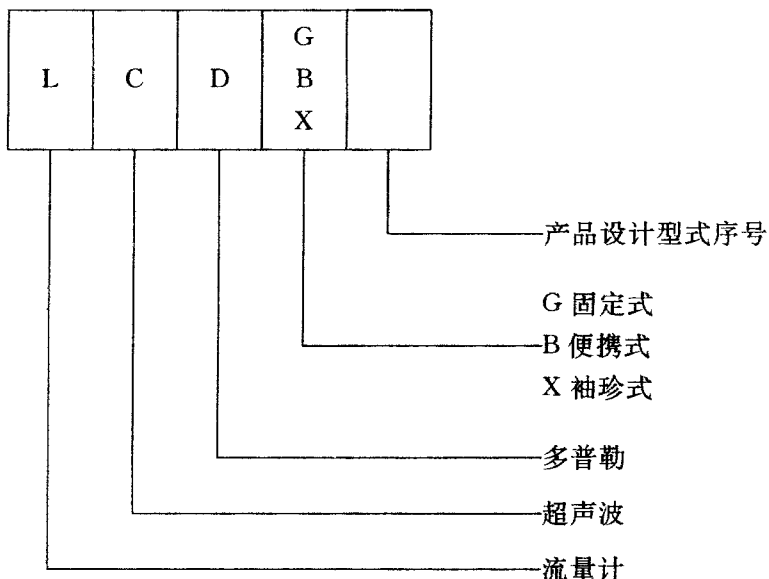 L C D G
B
X
产品设计型式序号
G 固定式
B 便携式
X 袖珍式
多普勒
超声波
流量计